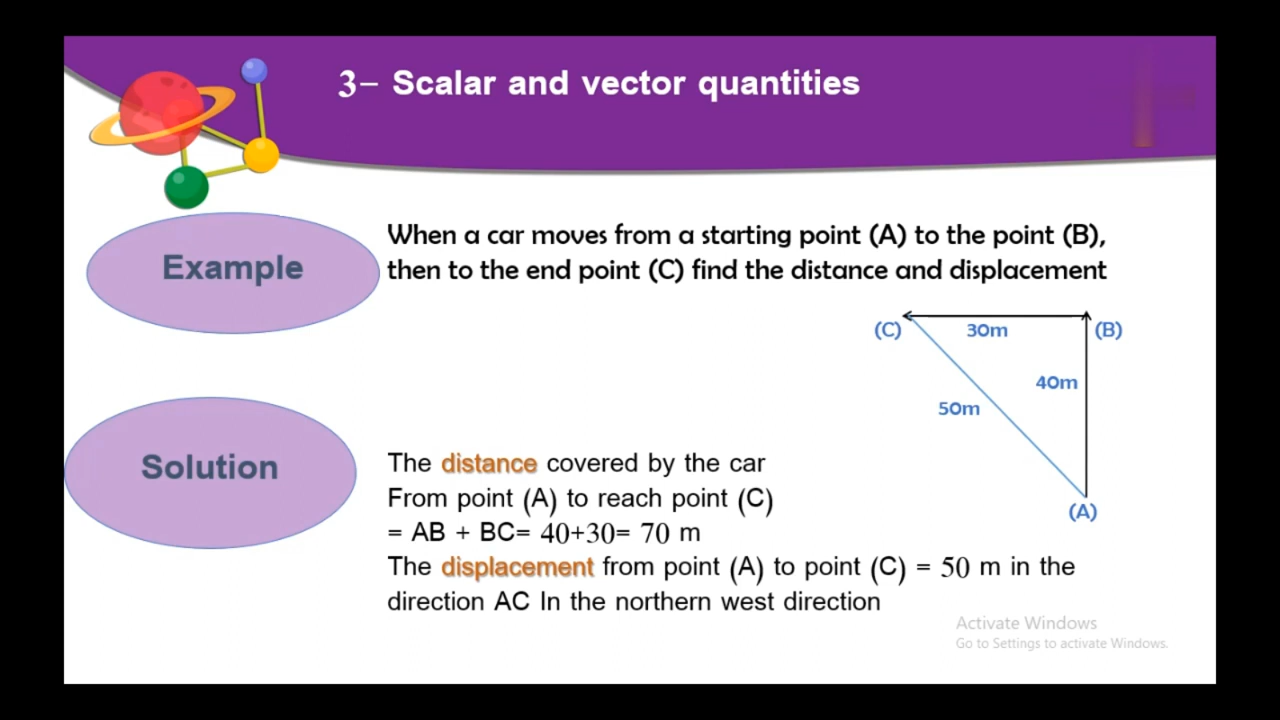 3– Scalar and vector quantities
Example
When a car moves from a starting point (A) to the point (B),
then to the end point (C) find the distance and displacement
(C)
30m
(B)
40m
50m
(A)
Solution
The distance covered by the car
From point (A) to reach point (C)
= AB + BC= 40+30= 70 m
The displacement from point (A) to point (C) = 50 m in the
direction AC In the northern west direction
Activate Windows
Go to Settings to activate Windows.